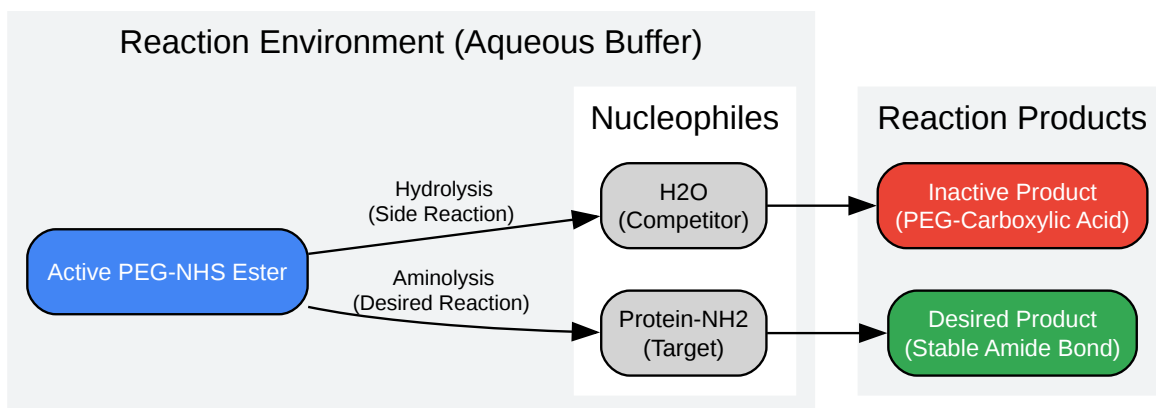 Reaction Environment (Aqueous Buffer)
Nucleophiles
Reaction Products
Active PEG-NHS Ester
Hydrolysis
(Side Reaction)
H2O
(Competitor)
Inactive Product
(PEG-Carboxylic Acid)
Aminolysis
(Desired Reaction)
Protein-NH2
(Target)
Desired Product
(Stable Amide Bond)